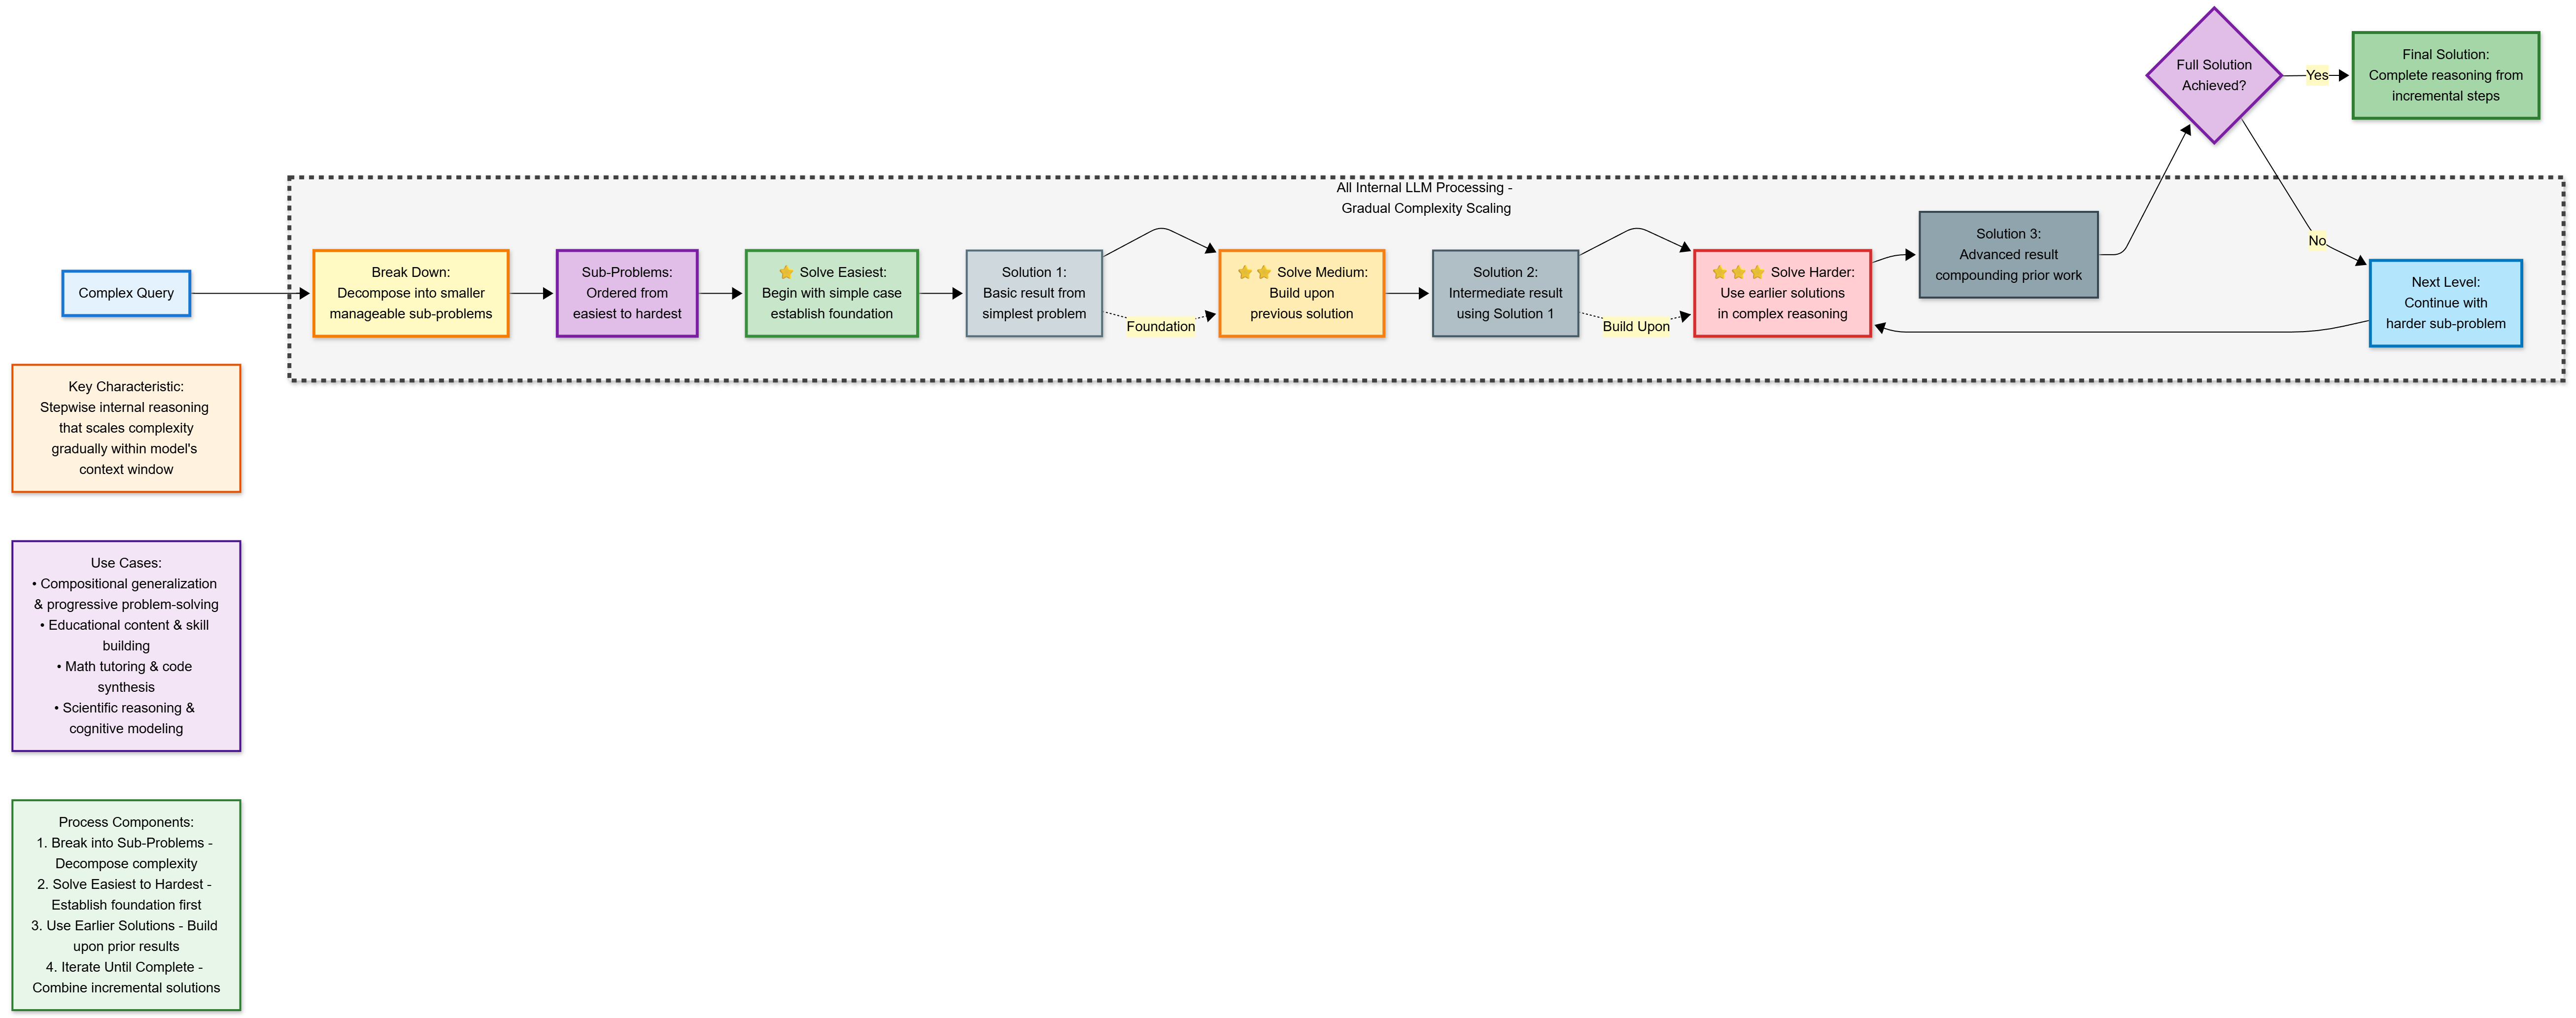 Full Solution
Achieved?
Yes
Final Solution:
Complete reasoning from
incremental steps
All Internal LLM Processing -
Gradual Complexity Scaling
Complex Query
Break Down:
Decompose into smaller
manageable sub-problems
Sub-Problems:
Ordered from
easiest to hardest
⭐ Solve Easiest:
Begin with simple case
establish foundation
Solution 1:
Basic result from
simplest problem
Foundation
⭐⭐ Solve Medium:
Build upon
previous solution
Solution 2:
Intermediate result
using Solution 1
Build Upon
⭐⭐⭐ Solve Harder:
Use earlier solutions
in complex reasoning
Solution 3:
Advanced result
compounding prior work
No
Next Level:
Continue with
harder sub-problem
Key Characteristic:
Stepwise internal reasoning
that scales complexity
gradually within model's
context window
Use Cases:
• Compositional generalization
& progressive problem-solving
• Educational content & skill
building
• Math tutoring & code
synthesis
• Scientific reasoning &
cognitive modeling
Process Components:
1. Break into Sub-Problems -
Decompose complexity
2. Solve Easiest to Hardest -
Establish foundation first
3. Use Earlier Solutions - Build
upon prior results
4. Iterate Until Complete -
Combine incremental solutions